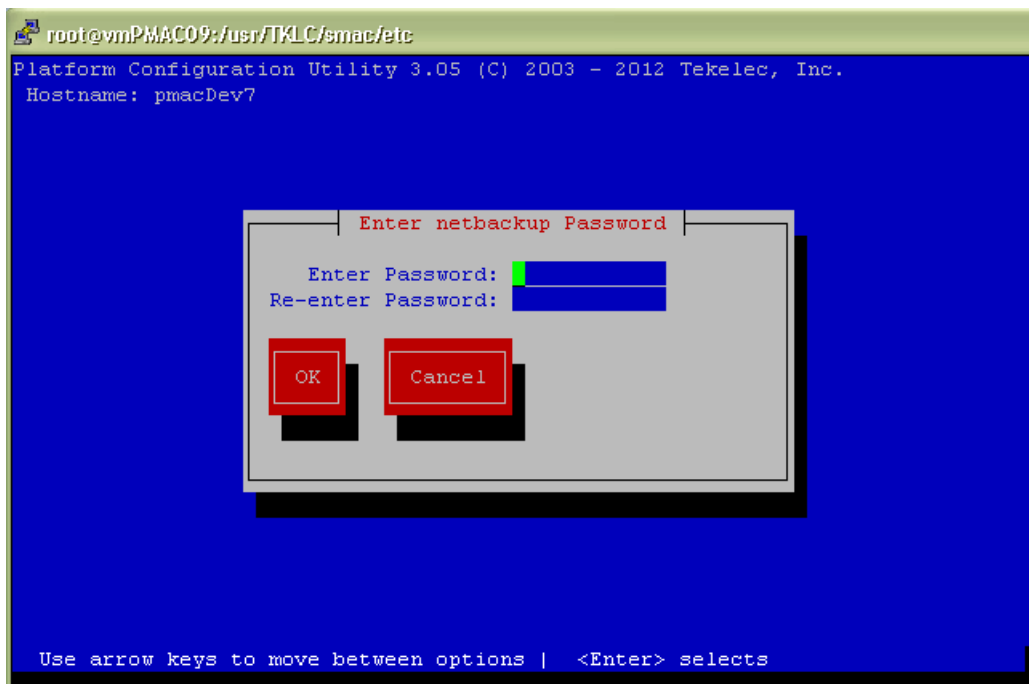 root@vmPMAC09:/usr/TKLC/smac/etc
Platform Configuration Utility 3.05 (C) 2003 - 2012 Tekelec, Inc.
Hostname: pmacDev7
Enter netbackup Password
Enter Password:
Re-enter Password:
OK Cancel
Use arrow keys to move between options | <Enter> selects